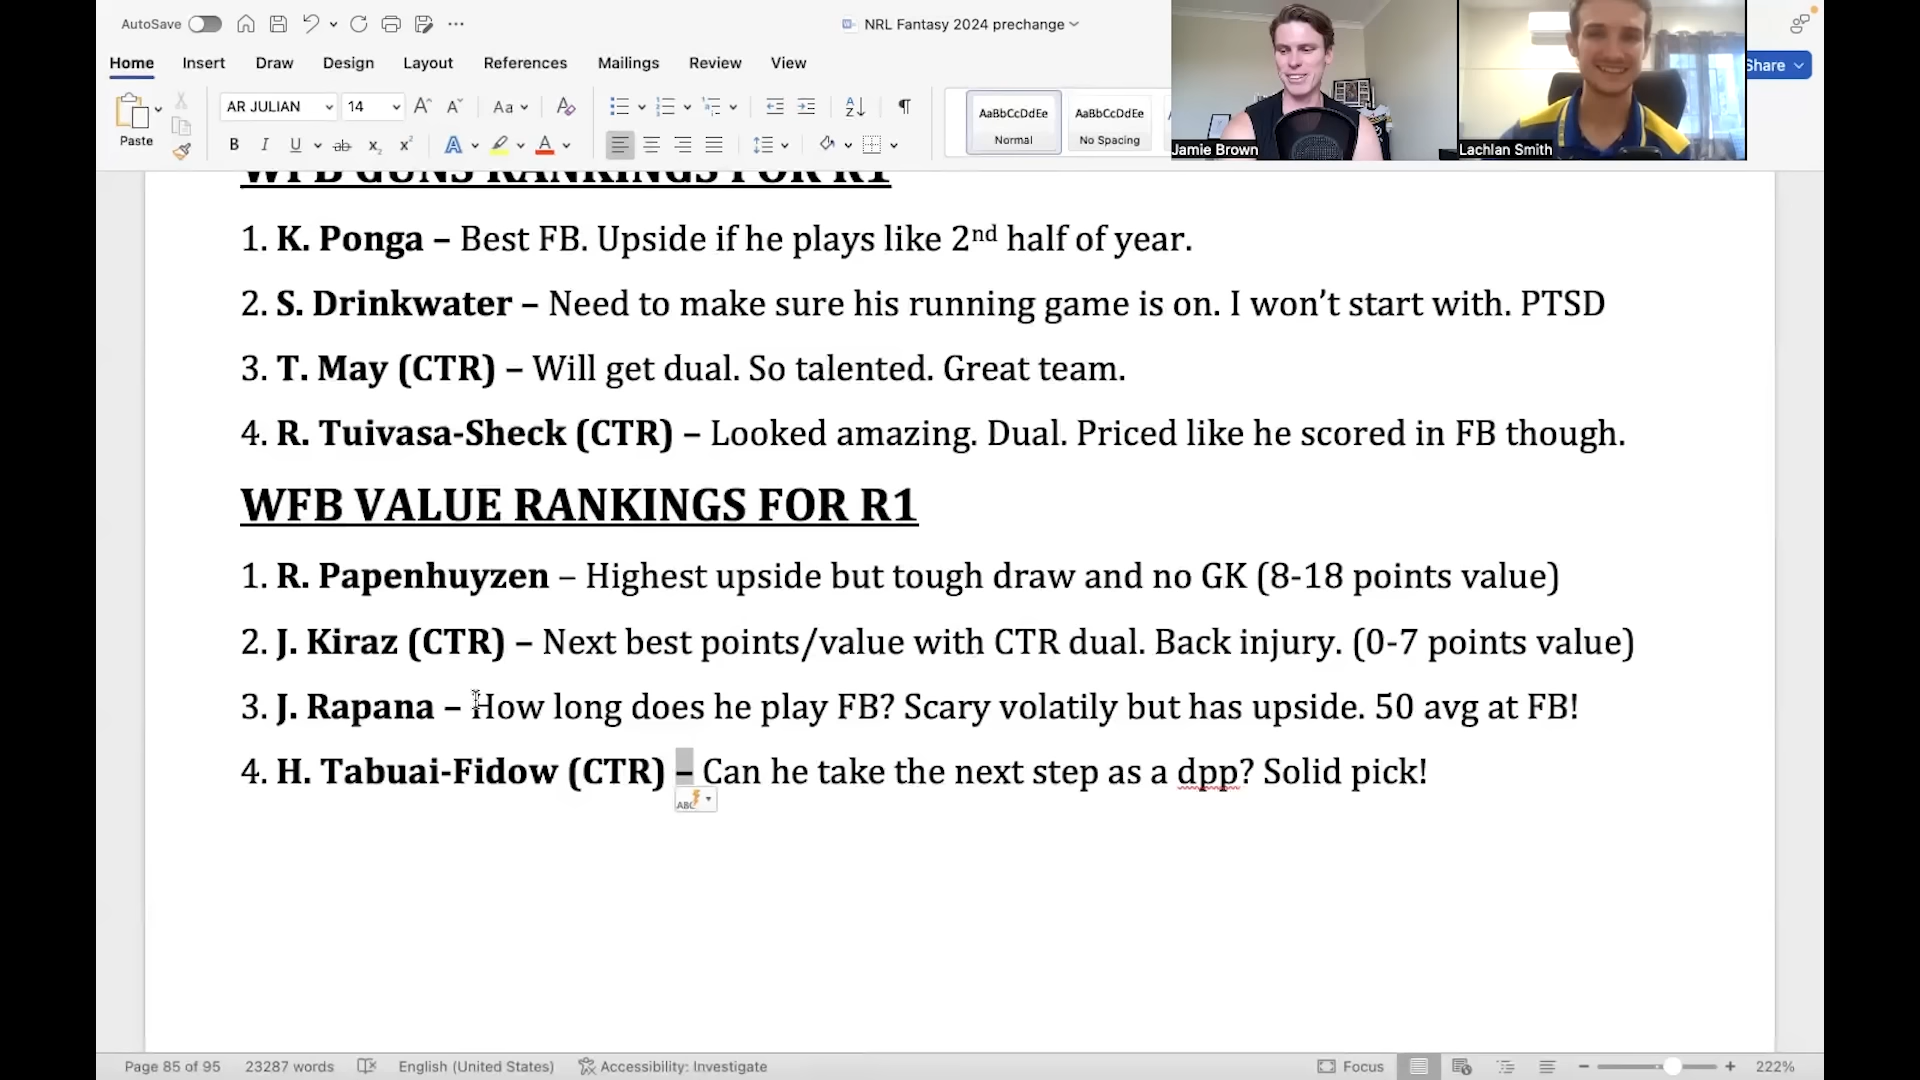 AutoSave
NRL Fantasy 2024 prechange
Home Insert Draw Design Layout References Mailings Review View
Share
Paste
AR JULIAN 14
AaBbCcDdEe
Normal
AaBbCcDdEe
No Spacing
Jamie Brown
Lachlan Smith
WFB GUNS RANKINGS FOR R1
1. K. Ponga – Best FB. Upside if he plays like 2nd half of year.
2. S. Drinkwater – Need to make sure his running game is on. I won’t start with. PTSD
3. T. May (CTR) – Will get dual. So talented. Great team.
4. R. Tuivasa-Sheck (CTR) – Looked amazing. Dual. Priced like he scored in FB though.
WFB VALUE RANKINGS FOR R1
1. R. Papenhuyzen – Highest upside but tough draw and no GK (8-18 points value)
2. J. Kiraz (CTR) – Next best points/value with CTR dual. Back injury. (0-7 points value)
3. J. Rapana – How long does he play FB? Scary volatily but has upside. 50 avg at FB!
4. H. Tabuai-Fidow (CTR) – Can he take the next step as a dpp? Solid pick!
Page 85 of 95 23287 words English (United States) Accessibility: Investigate Focus 222%